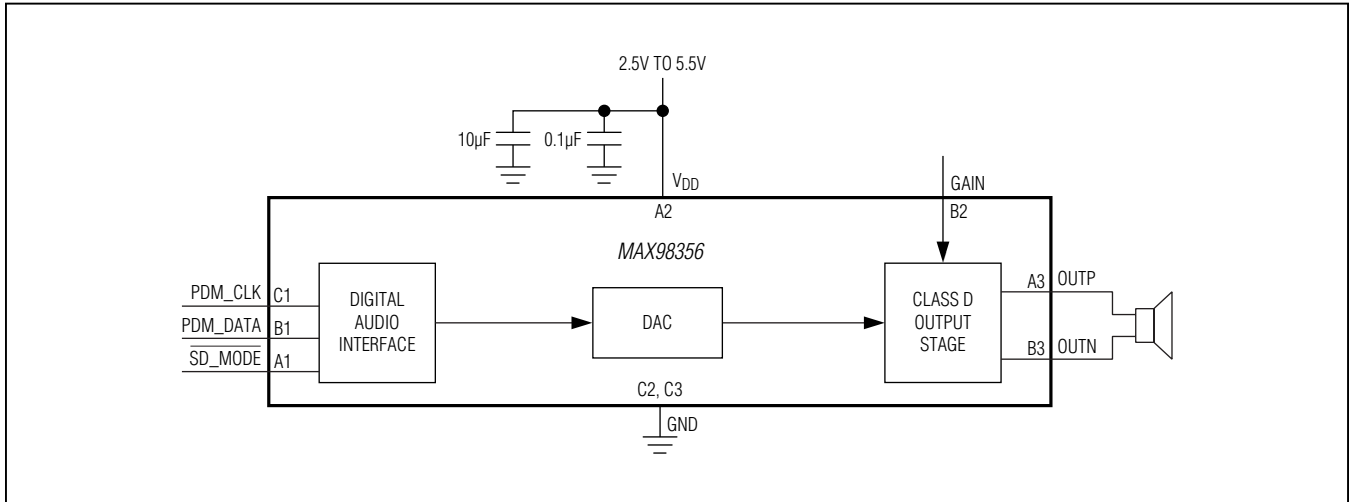 2.5V TO 5.5V
10µF
0.1µF
VDD
GAIN
A2
B2
MAX98356
PDM_CLK
C1
PDM_DATA
B1
SD_MODE
A1
DIGITAL
AUDIO
INTERFACE
DAC
CLASS D
OUTPUT
STAGE
A3
OUTP
B3
OUTN
C2, C3
GND